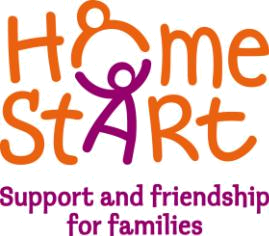 HOME
START
Support and friendship
for families